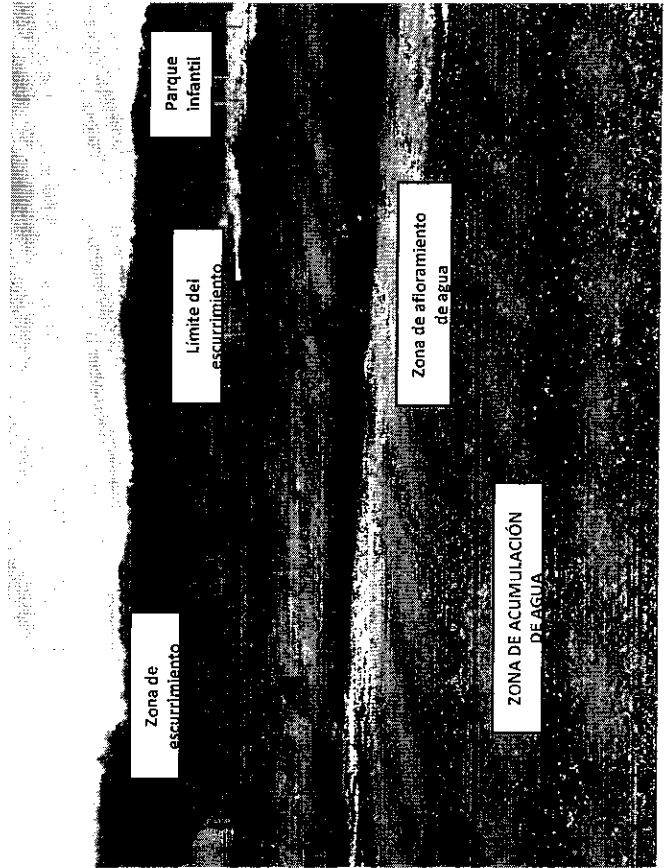 Zona de
escurrimiento
Límite del
escurrimiento
Parque
infantil
ZONA DE ACUMULACIÓN
DE AGUA
Zona de afloramiento
de agua